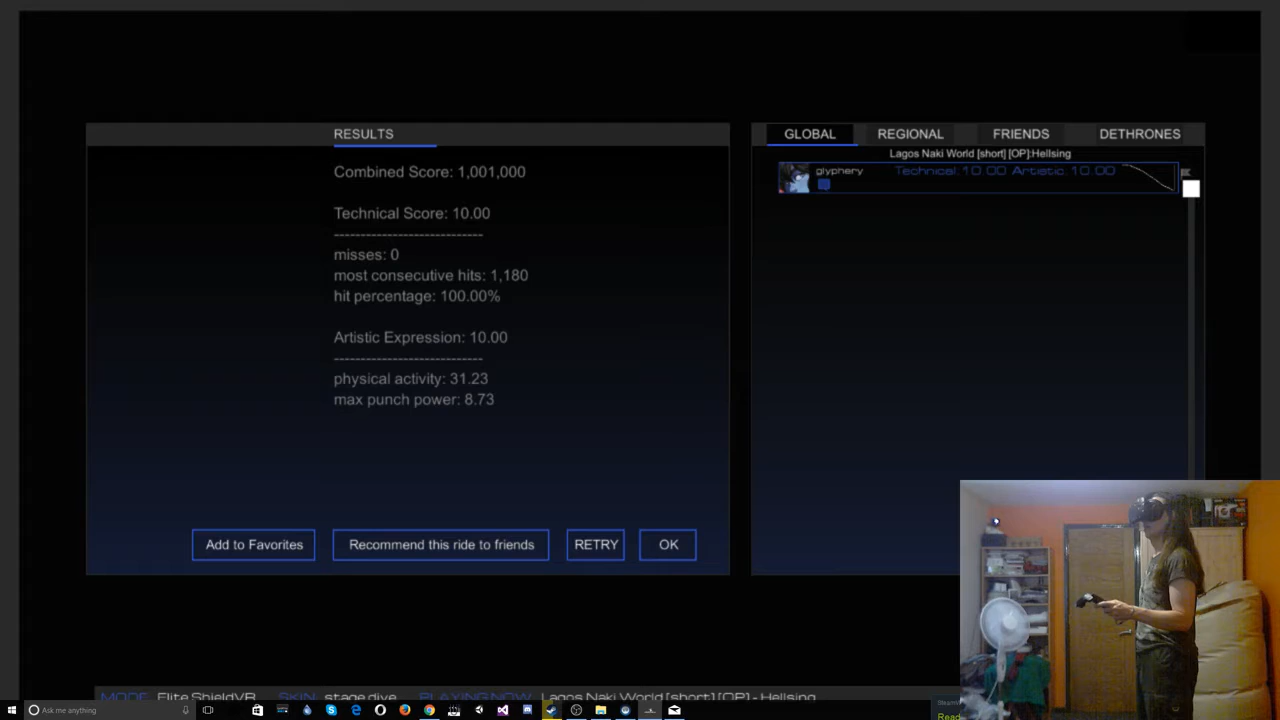 RESULTS
Combined Score: 1,001,000
Technical Score: 10.00
----------------------------
misses: 0
most consecutive hits: 1,180
hit percentage: 100.00%
Artistic Expression: 10.00
----------------------------
physical activity: 31.23
max punch power: 8.73
Add to Favorites
Recommend this ride to friends
RETRY
OK
GLOBAL REGIONAL FRIENDS DETHRONES
Lagos Naki World [short] [OP]:Hellsing
glyphery Technical: 10.00 Artistic: 10.00
MODE: Elite ShieldVR SKIN: stage dive PLAYING NOW: Lagos Naki World [short] [OP] - Hellsing
Ask me anything